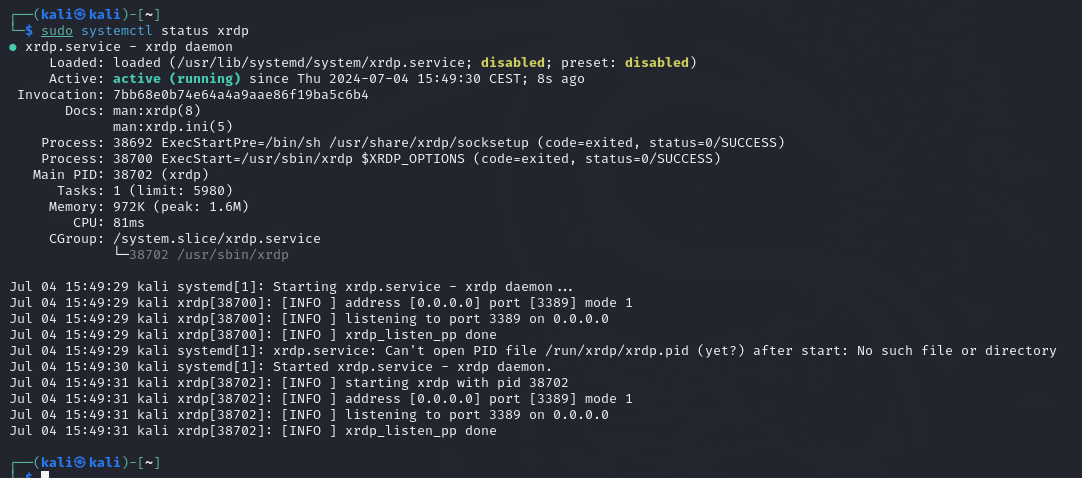 ┌──(kali㉿kali)-[~]
└─$ sudo systemctl status xrdp
● xrdp.service - xrdp daemon
     Loaded: loaded (/usr/lib/systemd/system/xrdp.service; disabled; preset: disabled)
     Active: active (running) since Thu 2024-07-04 15:49:30 CEST; 8s ago
 Invocation: 7bb68e0b74e64a4a9aae86f19ba5c6b4
       Docs: man:xrdp(8)
             man:xrdp.ini(5)
    Process: 38692 ExecStartPre=/bin/sh /usr/share/xrdp/socksetup (code=exited, status=0/SUCCESS)
    Process: 38700 ExecStart=/usr/sbin/xrdp $XRDP_OPTIONS (code=exited, status=0/SUCCESS)
   Main PID: 38702 (xrdp)
      Tasks: 1 (limit: 5980)
     Memory: 972K (peak: 1.6M)
        CPU: 81ms
     CGroup: /system.slice/xrdp.service
             └─38702 /usr/sbin/xrdp

Jul 04 15:49:29 kali systemd[1]: Starting xrdp.service - xrdp daemon...
Jul 04 15:49:29 kali xrdp[38700]: [INFO ] address [0.0.0.0] port [3389] mode 1
Jul 04 15:49:29 kali xrdp[38700]: [INFO ] listening to port 3389 on 0.0.0.0
Jul 04 15:49:29 kali xrdp[38700]: [INFO ] xrdp_listen_pp done
Jul 04 15:49:29 kali systemd[1]: xrdp.service: Can't open PID file /run/xrdp/xrdp.pid (yet?) after start: No such file or directory
Jul 04 15:49:30 kali systemd[1]: Started xrdp.service - xrdp daemon.
Jul 04 15:49:31 kali xrdp[38702]: [INFO ] starting xrdp with pid 38702
Jul 04 15:49:31 kali xrdp[38702]: [INFO ] address [0.0.0.0] port [3389] mode 1
Jul 04 15:49:31 kali xrdp[38702]: [INFO ] listening to port 3389 on 0.0.0.0
Jul 04 15:49:31 kali xrdp[38702]: [INFO ] xrdp_listen_pp done

┌──(kali㉿kali)-[~]
└─$